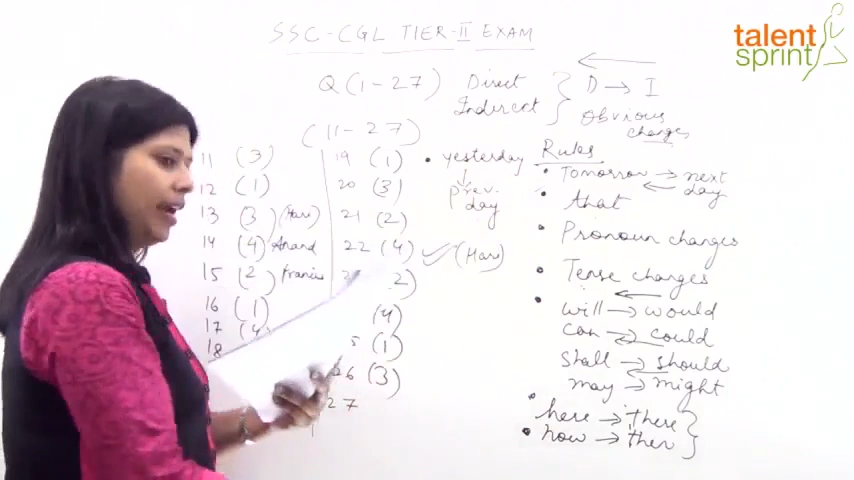 SSC-CGL TIER-II EXAM
talent
sprint
Q(1-27) Direct
Indirect
D → I
Obvious
changes
(11-27)
11 (3)
12 (1)
13 (3) (Hari)
14 (4) Anand
15 (2) Francis
16 (1)
17 (4)
18
19 (1)
20 (3)
21 (2)
22 (4) (Hari)
2)
(4)
5 (1)
26 (3)
27
• yesterday
↓
prev.
day
Rules
• Tomorrow → next
day
• that
• Pronoun changes
• Tense changes
• will → would
can → could
shall → should
may → might
• here → there
• now → then